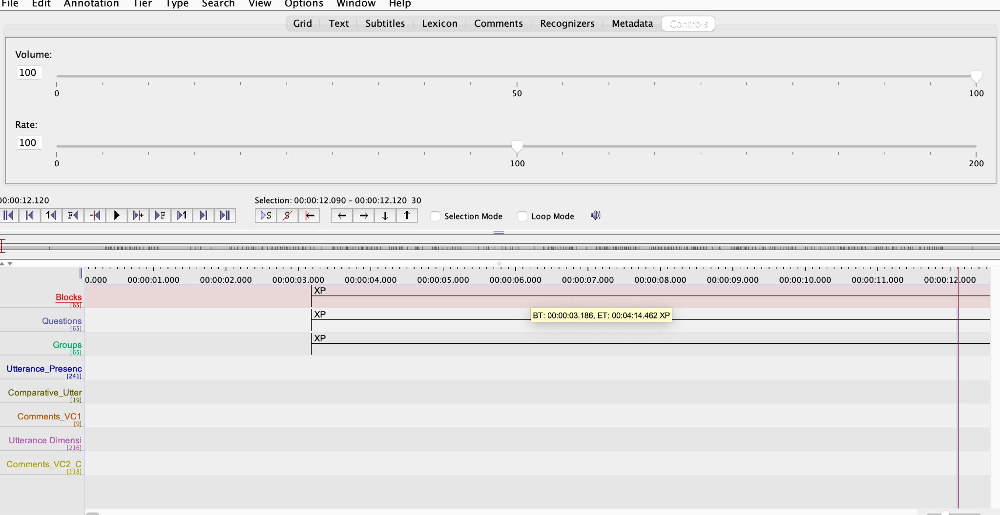 File Edit Annotation Tier Type Search View Options Window Help
Grid Text Subtitles Lexicon Comments Recognizers Metadata Controls
Volume:
100
0 50 100
Rate:
100
0 100 200
00:00:12.120 Selection: 00:00:12.090 – 00:00:12.120 30
1 F - + F 1 S S Selection Mode Loop Mode
0.000 00:00:01.000 00:00:02.000 00:00:03.000 00:00:04.000 00:00:05.000 00:00:06.000 00:00:07.000 00:00:08.000 00:00:09.000 00:00:10.000 00:00:11.000 00:00:12.000
Blocks XP
[65]
Questions XP BT: 00:00:03.186, ET: 00:04:14.462 XP
[65]
Groups XP
[65]
Utterance_Presenc
[241]
Comparative_Utter
[19]
Comments_VC1
[9]
Utterance Dimensi
[216]
Comments_VC2_C
[118]